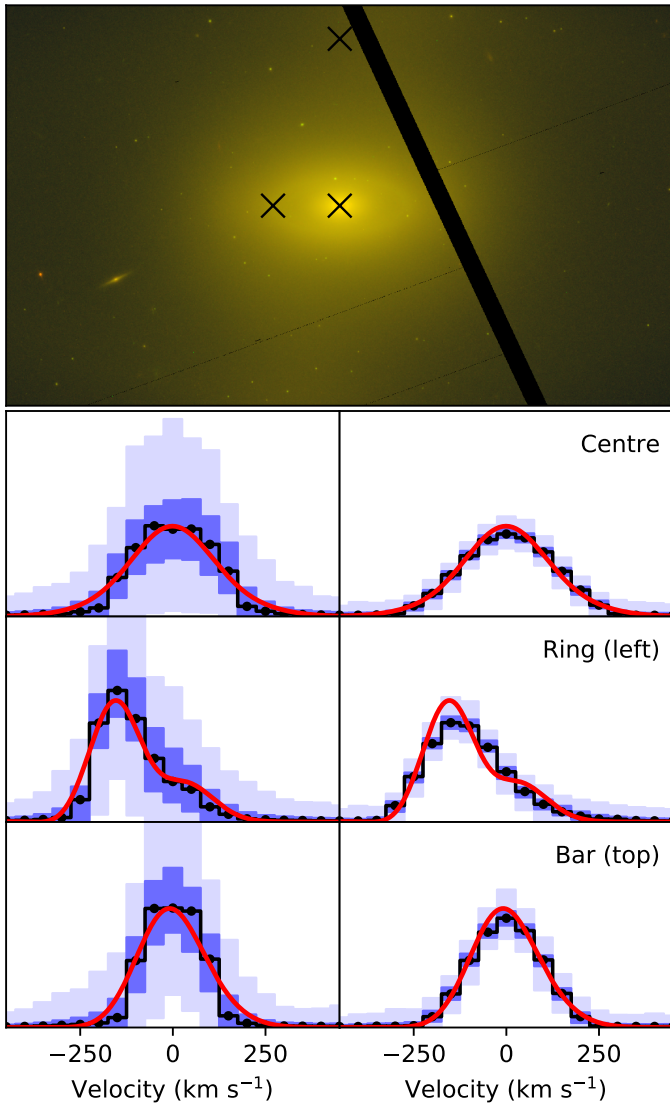 Centre
Ring (left)
Bar (top)
−250 0 250 −250 0 250
Velocity (km s⁻¹) Velocity (km s⁻¹)